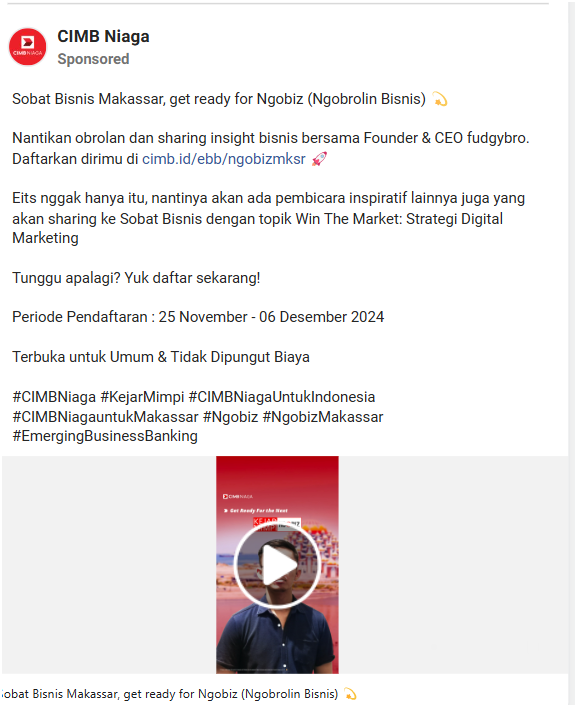 CIMB NIAGA
CIMB Niaga
Sponsored
Sobat Bisnis Makassar, get ready for Ngobiz (Ngobrolin Bisnis) 💫
Nantikan obrolan dan sharing insight bisnis bersama Founder & CEO fudgybro.
Daftarkan dirimu di cimb.id/ebb/ngobizmksr 🚀
Eits nggak hanya itu, nantinya akan ada pembicara inspiratif lainnya juga yang
akan sharing ke Sobat Bisnis dengan topik Win The Market: Strategi Digital
Marketing
Tunggu apalagi? Yuk daftar sekarang!
Periode Pendaftaran : 25 November - 06 Desember 2024
Terbuka untuk Umum & Tidak Dipungut Biaya
#CIMBNiaga #KejarMimpi #CIMBNiagaUntukIndonesia
#CIMBNiagauntukMakassar #Ngobiz #NgobizMakassar
#EmergingBusinessBanking
CIMB NIAGA
Get Ready For the Next
KEJAR
Sobat Bisnis Makassar, get ready for Ngobiz (Ngobrolin Bisnis) 💫